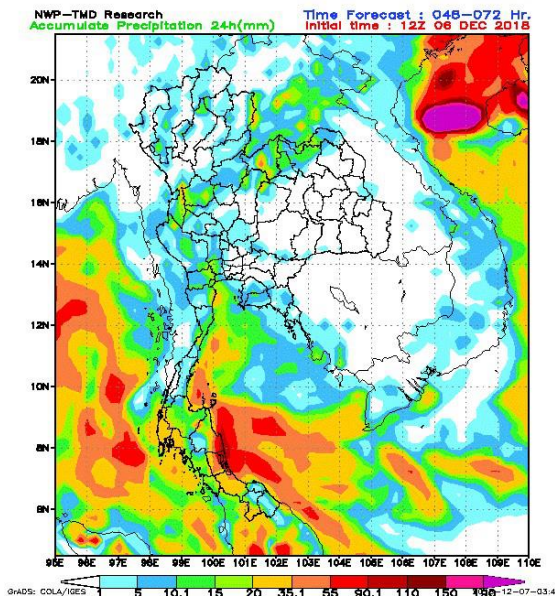 NWP-TMD Research Time Forecast : 048-072 Hr.
Accumulate Precipitation 24h(mm) Initial time : 12Z 06 DEC 2018
20N
18N
16N
14N
12N
10N
8N
6N
95E 96E 97E 98E 99E 100E 101E 102E 103E 104E 105E 106E 107E 108E 109E 110E
GrADS: COLA/IGES 1 5 10.1 15 20 35.1 55 90.1 110 150